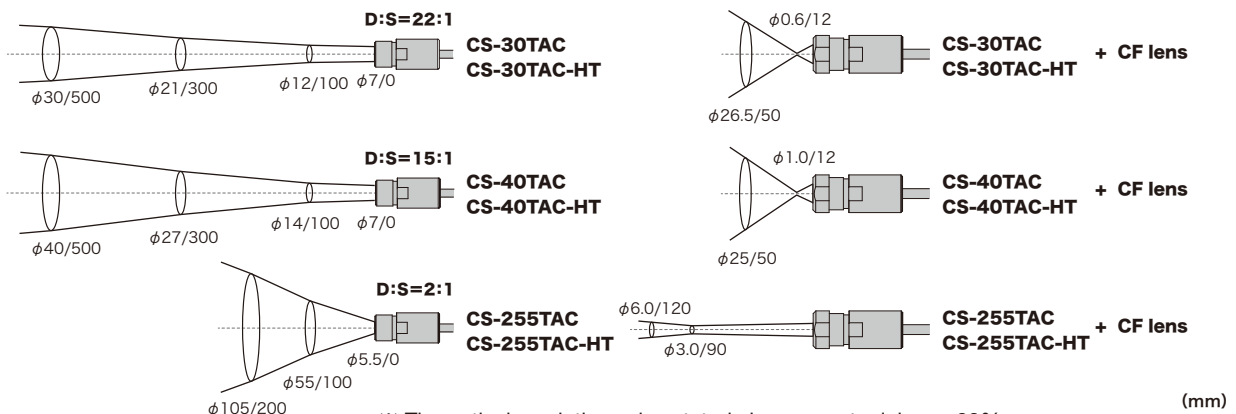 D:S=22:1
CS-30TAC
CS-30TAC-HT
φ30/500
φ21/300
φ12/100
φ7/0
φ0.6/12
CS-30TAC
CS-30TAC-HT
+ CF lens
φ26.5/50
D:S=15:1
CS-40TAC
CS-40TAC-HT
φ40/500
φ27/300
φ14/100
φ7/0
φ1.0/12
CS-40TAC
CS-40TAC-HT
+ CF lens
φ25/50
D:S=2:1
CS-255TAC
CS-255TAC-HT
φ5.5/0
φ55/100
φ105/200
φ6.0/120
φ3.0/90
CS-255TAC
CS-255TAC-HT
+ CF lens
(mm)